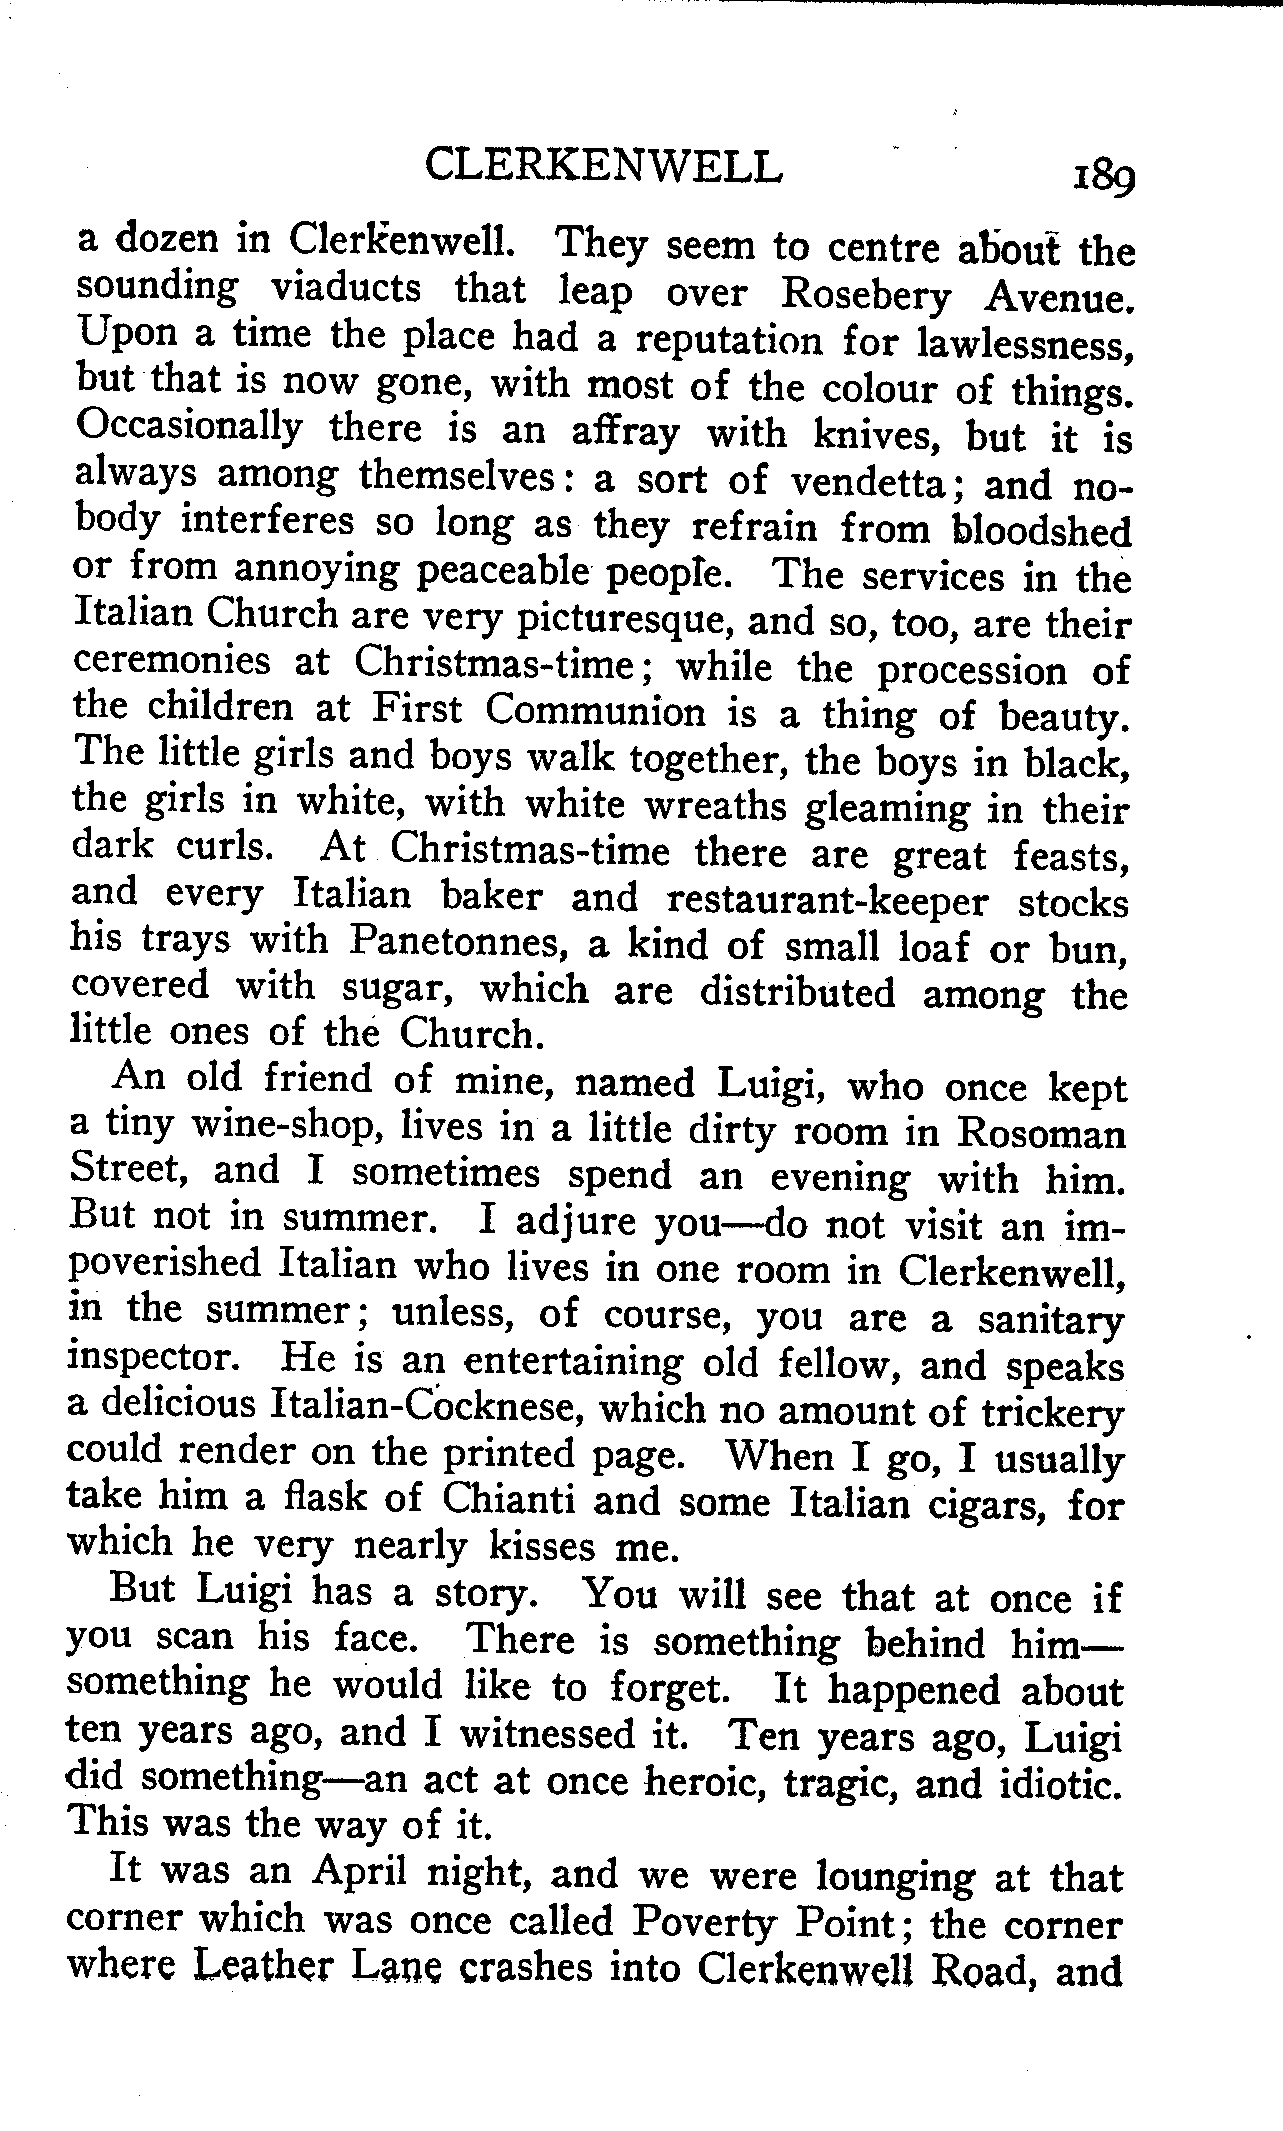 CLERKENWELL 189
a dozen in Clerkenwell. They seem to centre about the
sounding viaducts that leap over Rosebery Avenue.
Upon a time the place had a reputation for lawlessness,
but that is now gone, with most of the colour of things.
Occasionally there is an affray with knives, but it is
always among themselves: a sort of vendetta; and no-
body interferes so long as they refrain from bloodshed
or from annoying peaceable people. The services in the
Italian Church are very picturesque, and so, too, are their
ceremonies at Christmas-time; while the procession of
the children at First Communion is a thing of beauty.
The little girls and boys walk together, the boys in black,
the girls in white, with white wreaths gleaming in their
dark curls. At Christmas-time there are great feasts,
and every Italian baker and restaurant-keeper stocks
his trays with Panetonnes, a kind of small loaf or bun,
covered with sugar, which are distributed among the
little ones of the Church.
An old friend of mine, named Luigi, who once kept
a tiny wine-shop, lives in a little dirty room in Rosoman
Street, and I sometimes spend an evening with him.
But not in summer. I adjure you—do not visit an im-
poverished Italian who lives in one room in Clerkenwell,
in the summer; unless, of course, you are a sanitary
inspector. He is an entertaining old fellow, and speaks
a delicious Italian-Cocknese, which no amount of trickery
could render on the printed page. When I go, I usually
take him a flask of Chianti and some Italian cigars, for
which he very nearly kisses me.
But Luigi has a story. You will see that at once if
you scan his face. There is something behind him—
something he would like to forget. It happened about
ten years ago, and I witnessed it. Ten years ago, Luigi
did something—an act at once heroic, tragic, and idiotic.
This was the way of it.
It was an April night, and we were lounging at that
corner which was once called Poverty Point; the corner
where Leather Lane crashes into Clerkenwell Road, and